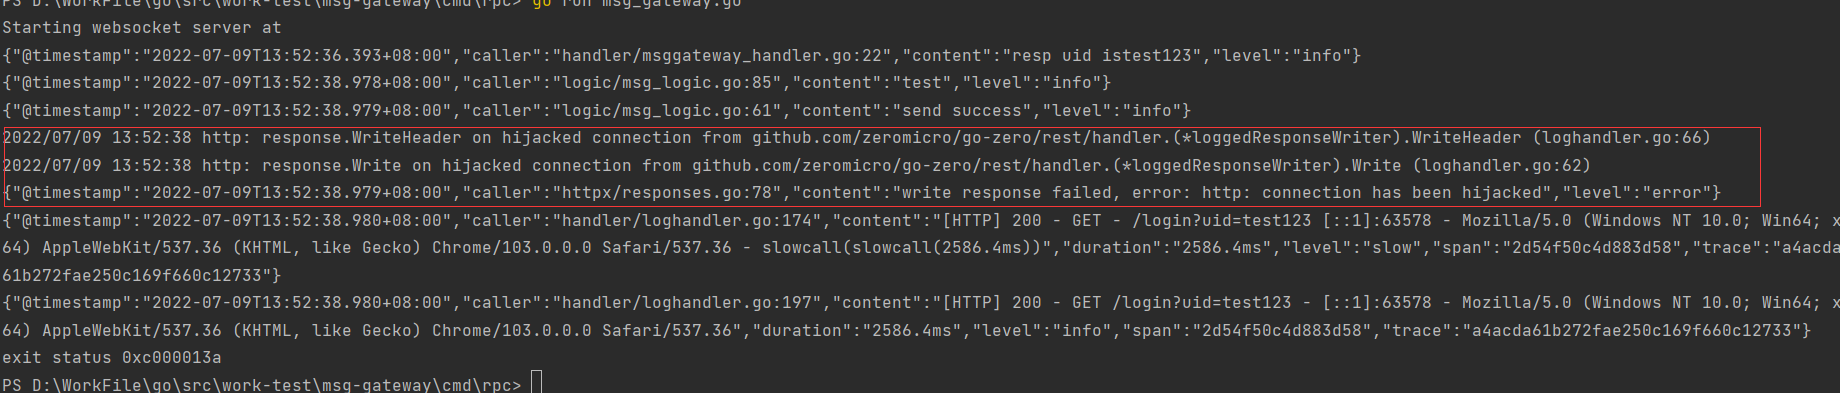 PS D:\WorkFile\go\src\work-test\msg-gateway\cmd\rpc> go run msg_gateway.go
Starting websocket server at
{"@timestamp":"2022-07-09T13:52:36.393+08:00","caller":"handler/msggateway_handler.go:22","content":"resp uid istest123","level":"info"}
{"@timestamp":"2022-07-09T13:52:38.978+08:00","caller":"logic/msg_logic.go:85","content":"test","level":"info"}
{"@timestamp":"2022-07-09T13:52:38.979+08:00","caller":"logic/msg_logic.go:61","content":"send success","level":"info"}
2022/07/09 13:52:38 http: response.WriteHeader on hijacked connection from github.com/zeromicro/go-zero/rest/handler.(*loggedResponseWriter).WriteHeader (loghandler.go:66)
2022/07/09 13:52:38 http: response.Write on hijacked connection from github.com/zeromicro/go-zero/rest/handler.(*loggedResponseWriter).Write (loghandler.go:62)
{"@timestamp":"2022-07-09T13:52:38.979+08:00","caller":"httpx/responses.go:78","content":"write response failed, error: http: connection has been hijacked","level":"error"}
{"@timestamp":"2022-07-09T13:52:38.980+08:00","caller":"handler/loghandler.go:174","content":"[HTTP] 200 - GET - /login?uid=test123 [::1]:63578 - Mozilla/5.0 (Windows NT 10.0; Win64; x
64) AppleWebKit/537.36 (KHTML, like Gecko) Chrome/103.0.0.0 Safari/537.36 - slowcall(slowcall(2586.4ms))","duration":"2586.4ms","level":"slow","span":"2d54f50c4d883d58","trace":"a4acda
61b272fae250c169f660c12733"}
{"@timestamp":"2022-07-09T13:52:38.980+08:00","caller":"handler/loghandler.go:197","content":"[HTTP] 200 - GET /login?uid=test123 - [::1]:63578 - Mozilla/5.0 (Windows NT 10.0; Win64; x
64) AppleWebKit/537.36 (KHTML, like Gecko) Chrome/103.0.0.0 Safari/537.36","duration":"2586.4ms","level":"info","span":"2d54f50c4d883d58","trace":"a4acda61b272fae250c169f660c12733"}
exit status 0xc000013a
PS D:\WorkFile\go\src\work-test\msg-gateway\cmd\rpc>